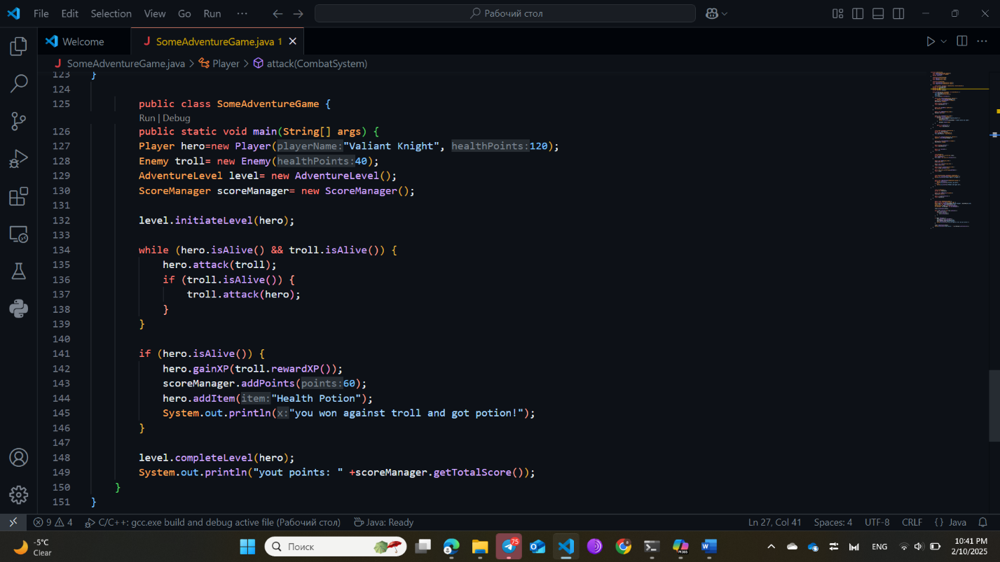 File Edit Selection View Go Run ··· Рабочий стол
Welcome SomeAdventureGame.java 1
SomeAdventureGame.java > Player > attack(CombatSystem)
123 }
124
125 public class SomeAdventureGame {
Run | Debug
126 public static void main(String[] args) {
127 Player hero=new Player(playerName:"Valiant Knight", healthPoints:120);
128 Enemy troll= new Enemy(healthPoints:40);
129 AdventureLevel level= new AdventureLevel();
130 ScoreManager scoreManager= new ScoreManager();
131
132 level.initiateLevel(hero);
133
134 while (hero.isAlive() && troll.isAlive()) {
135 hero.attack(troll);
136 if (troll.isAlive()) {
137 troll.attack(hero);
138 }
139 }
140
141 if (hero.isAlive()) {
142 hero.gainXP(troll.rewardXP());
143 scoreManager.addPoints(points:60);
144 hero.addItem(item:"Health Potion");
145 System.out.println(x:"you won against troll and got potion!");
146 }
147
148 level.completeLevel(hero);
149 System.out.println("yout points: " +scoreManager.getTotalScore());
150 }
151 }
9 4 C/C++: gcc.exe build and debug active file (Рабочий стол) Java: Ready Ln 27, Col 41 Spaces: 4 UTF-8 CRLF {} Java
-5°C
Clear
Поиск
75
M365
ENG
10:41 PM
2/10/2025